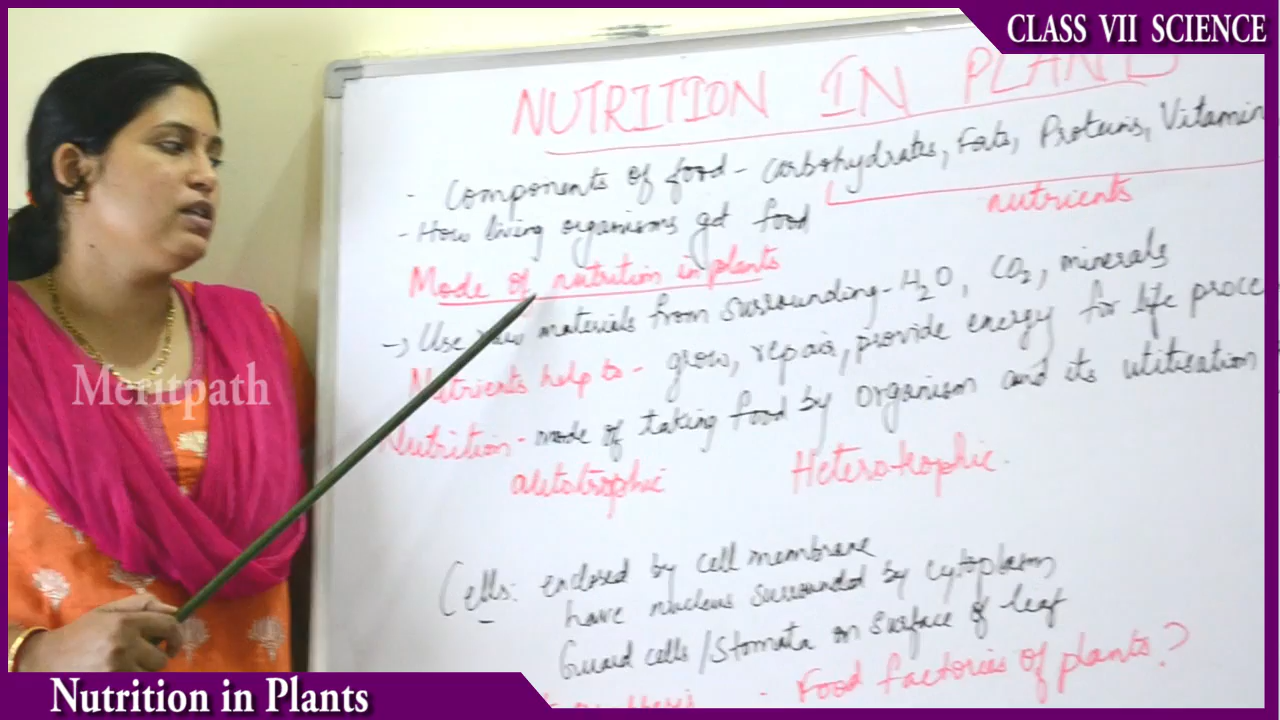 CLASS VII SCIENCE
NUTRITION IN PLANTS
- Components of food - Carbohydrates, Fats, Proteins, Vitamin
nutrients
- How living organisms get food
Mode of nutrition in plants
→ Use raw materials from surrounding - H₂O, CO₂, minerals
Nutrients help to - grow, repair, provide energy for life proce
Nutrition - mode of taking food by organism and its utitisation
autotrophic Heterotrophic.
Cells: enclosed by cell membrane
have nucleus surrounded by cytoplasm
Guard cells/Stomata on surface of leaf
- Food factories of plants?
Meritpath
Nutrition in Plants